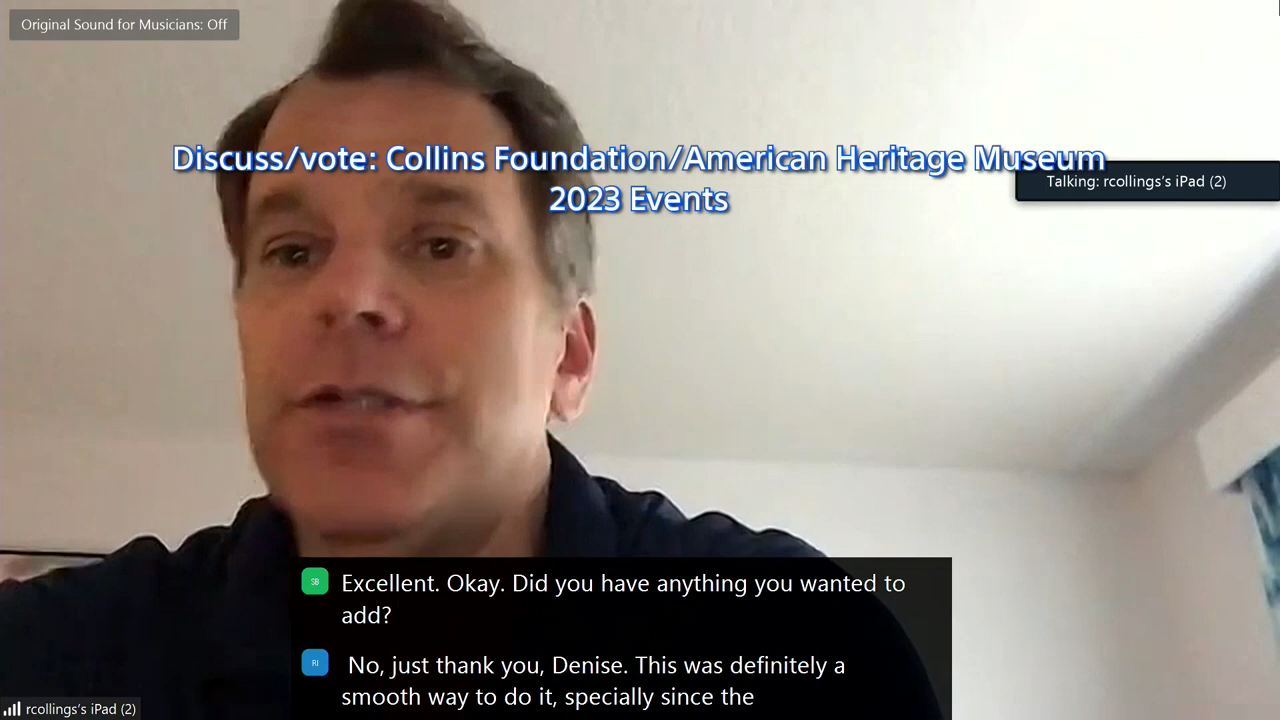 Original Sound for Musicians: Off
Discuss/vote: Collins Foundation/American Heritage Museum
2023 Events
Talking: rcollings's iPad (2)
SB
Excellent. Okay. Did you have anything you wanted to
add?
RI
No, just thank you, Denise. This was definitely a
smooth way to do it, specially since the
rcollings's iPad (2)